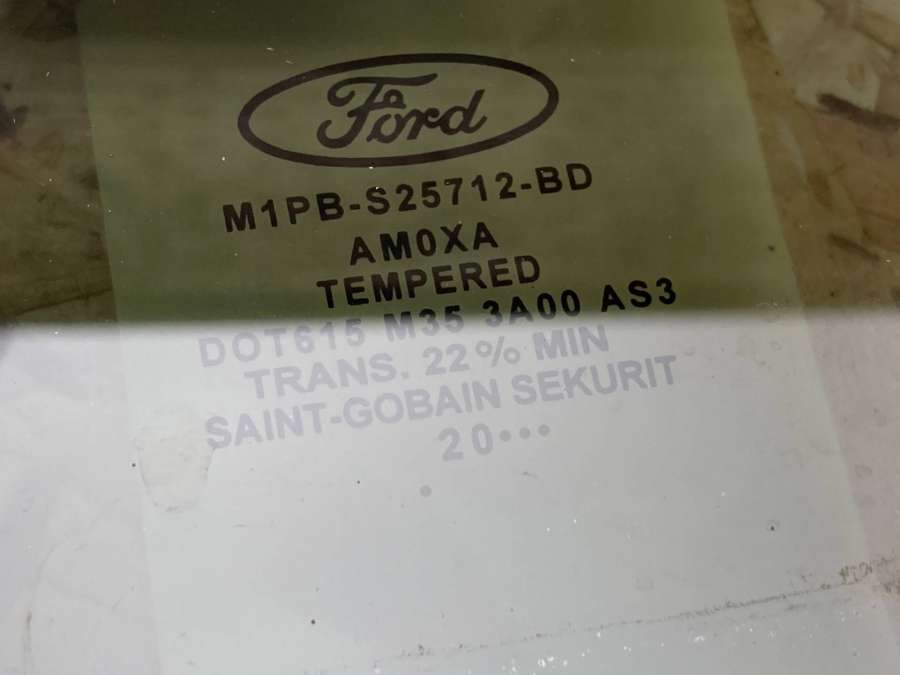 Ford
M1PB-S25712-BD
AM0XA
TEMPERED
DOT615 M35 3A00 AS3
TRANS. 22% MIN
SAINT-GOBAIN SEKURIT
20•••
•